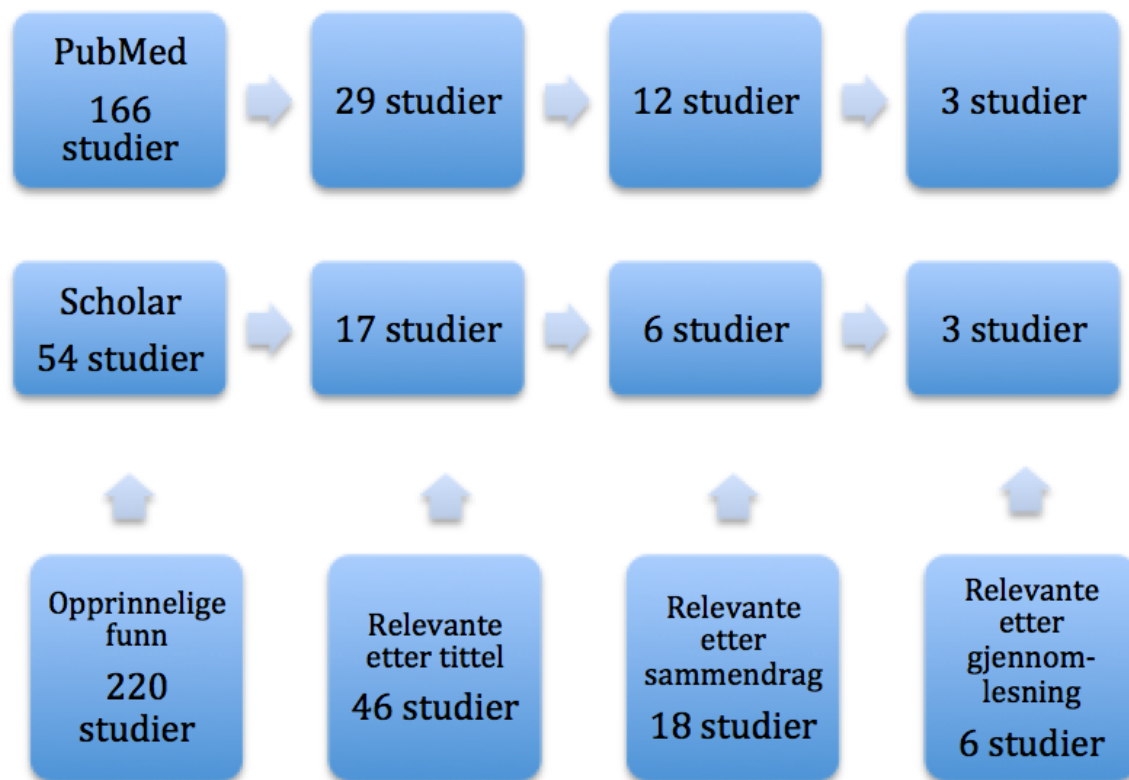 PubMed
166
studier
29 studier
12 studier
3 studier
Scholar
54 studier
17 studier
6 studier
3 studier
Opprinnelige
funn
220
studier
Relevante
etter tittel
46 studier
Relevante
etter
sammendrag
18 studier
Relevante
etter
gjennom-
lesning
6 studier